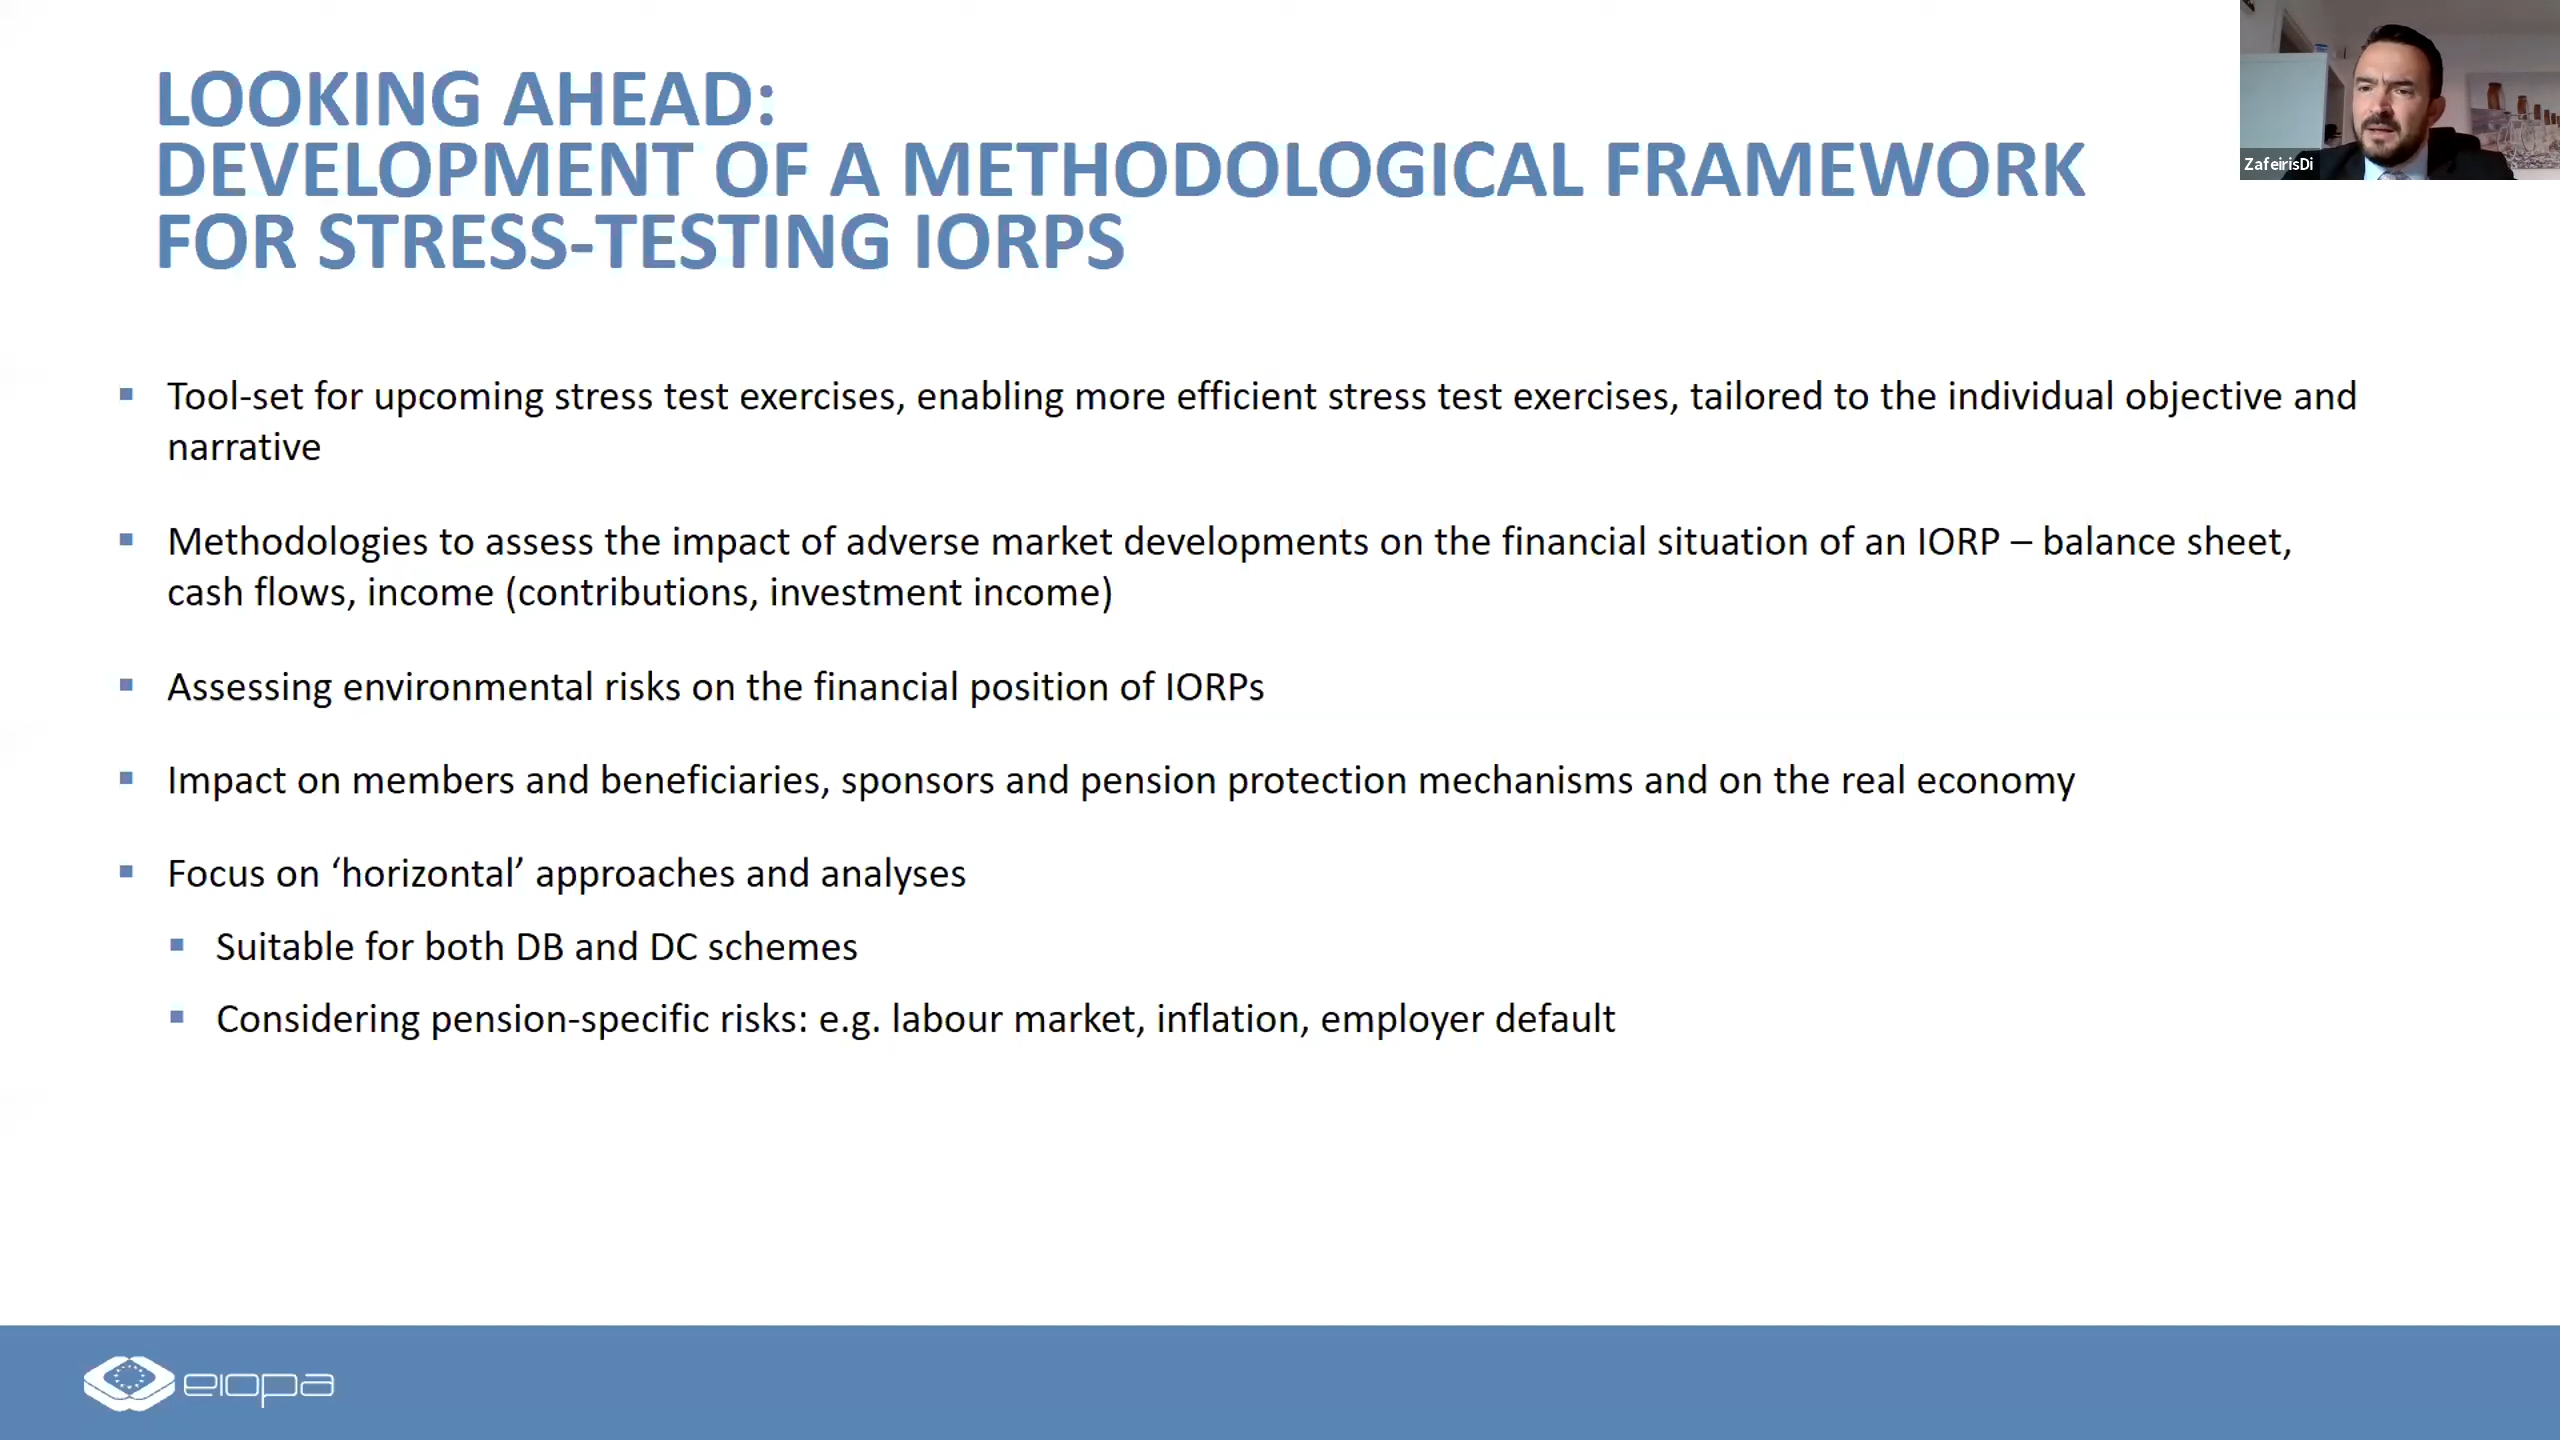 LOOKING AHEAD:
DEVELOPMENT OF A METHODOLOGICAL FRAMEWORK
FOR STRESS-TESTING IORPS
ZafeirisDi
▪ Tool-set for upcoming stress test exercises, enabling more efficient stress test exercises, tailored to the individual objective and
narrative
▪ Methodologies to assess the impact of adverse market developments on the financial situation of an IORP – balance sheet,
cash flows, income (contributions, investment income)
▪ Assessing environmental risks on the financial position of IORPs
▪ Impact on members and beneficiaries, sponsors and pension protection mechanisms and on the real economy
▪ Focus on ‘horizontal’ approaches and analyses
▪ Suitable for both DB and DC schemes
▪ Considering pension-specific risks: e.g. labour market, inflation, employer default
eiopa